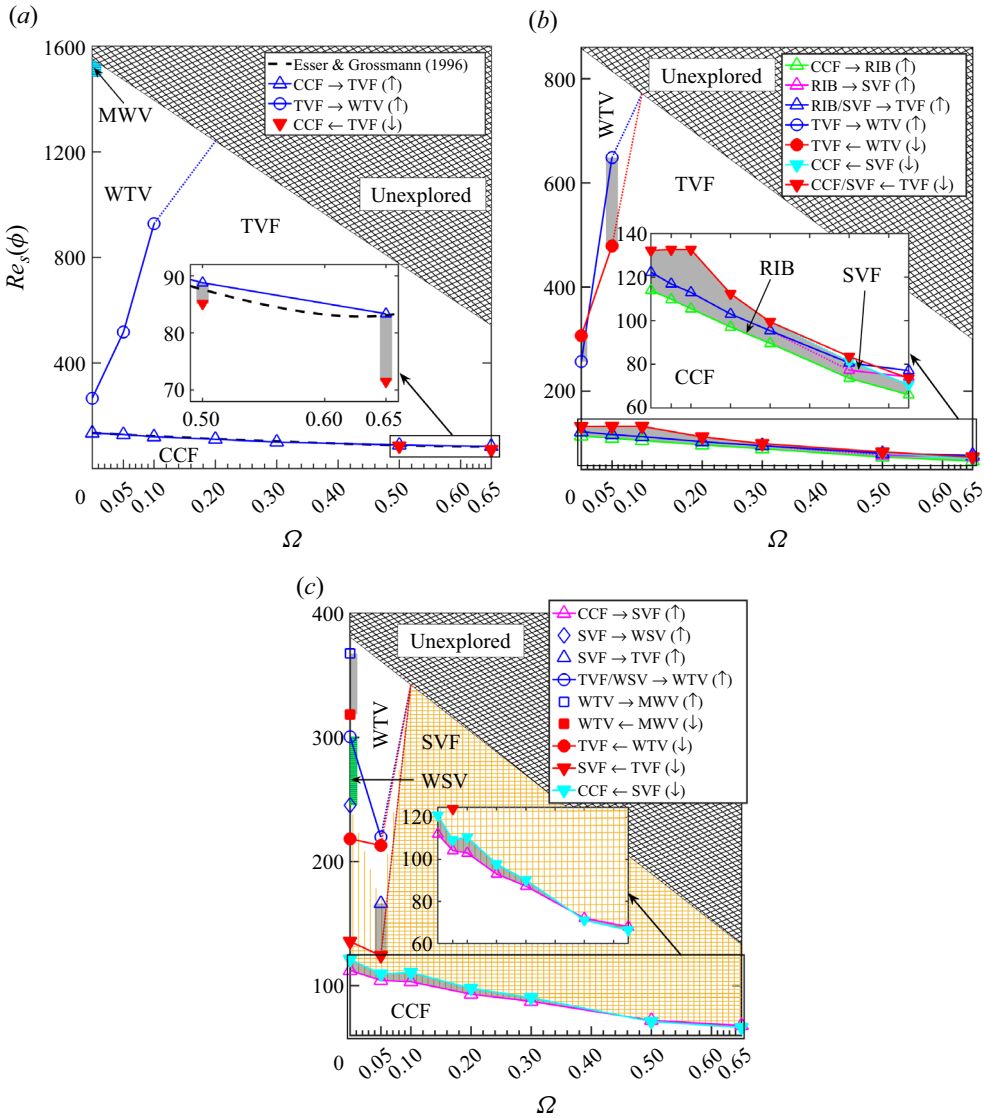 (a)
1600
1200
800
400
0
0.05
0.10
0.20
0.30
0.40
0.50
0.60
0.65
Re_s(ϕ)
Ω
Esser & Grossmann (1996)
CCF → TVF (↑)
TVF → WTV (↑)
CCF ← TVF (↓)
MWV
WTV
TVF
Unexplored
CCF
90
80
70
0.50
0.60
0.65
(b)
800
600
400
200
0
0.05
0.10
0.20
0.30
0.40
0.50
0.60
0.65
Ω
CCF → RIB (↑)
RIB → SVF (↑)
RIB/SVF → TVF (↑)
TVF → WTV (↑)
TVF ← WTV (↓)
CCF ← SVF (↓)
CCF/SVF ← TVF (↓)
Unexplored
WTV
TVF
140
120
100
80
60
RIB
SVF
CCF
(c)
400
300
200
100
0
0.05
0.10
0.20
0.30
0.40
0.50
0.60
0.65
Ω
CCF → SVF (↑)
SVF → WSV (↑)
SVF → TVF (↑)
TVF/WSV → WTV (↑)
WTV → MWV (↑)
WTV ← MWV (↓)
TVF ← WTV (↓)
SVF ← TVF (↓)
CCF ← SVF (↓)
Unexplored
WTV
SVF
WSV
120
100
80
60
CCF